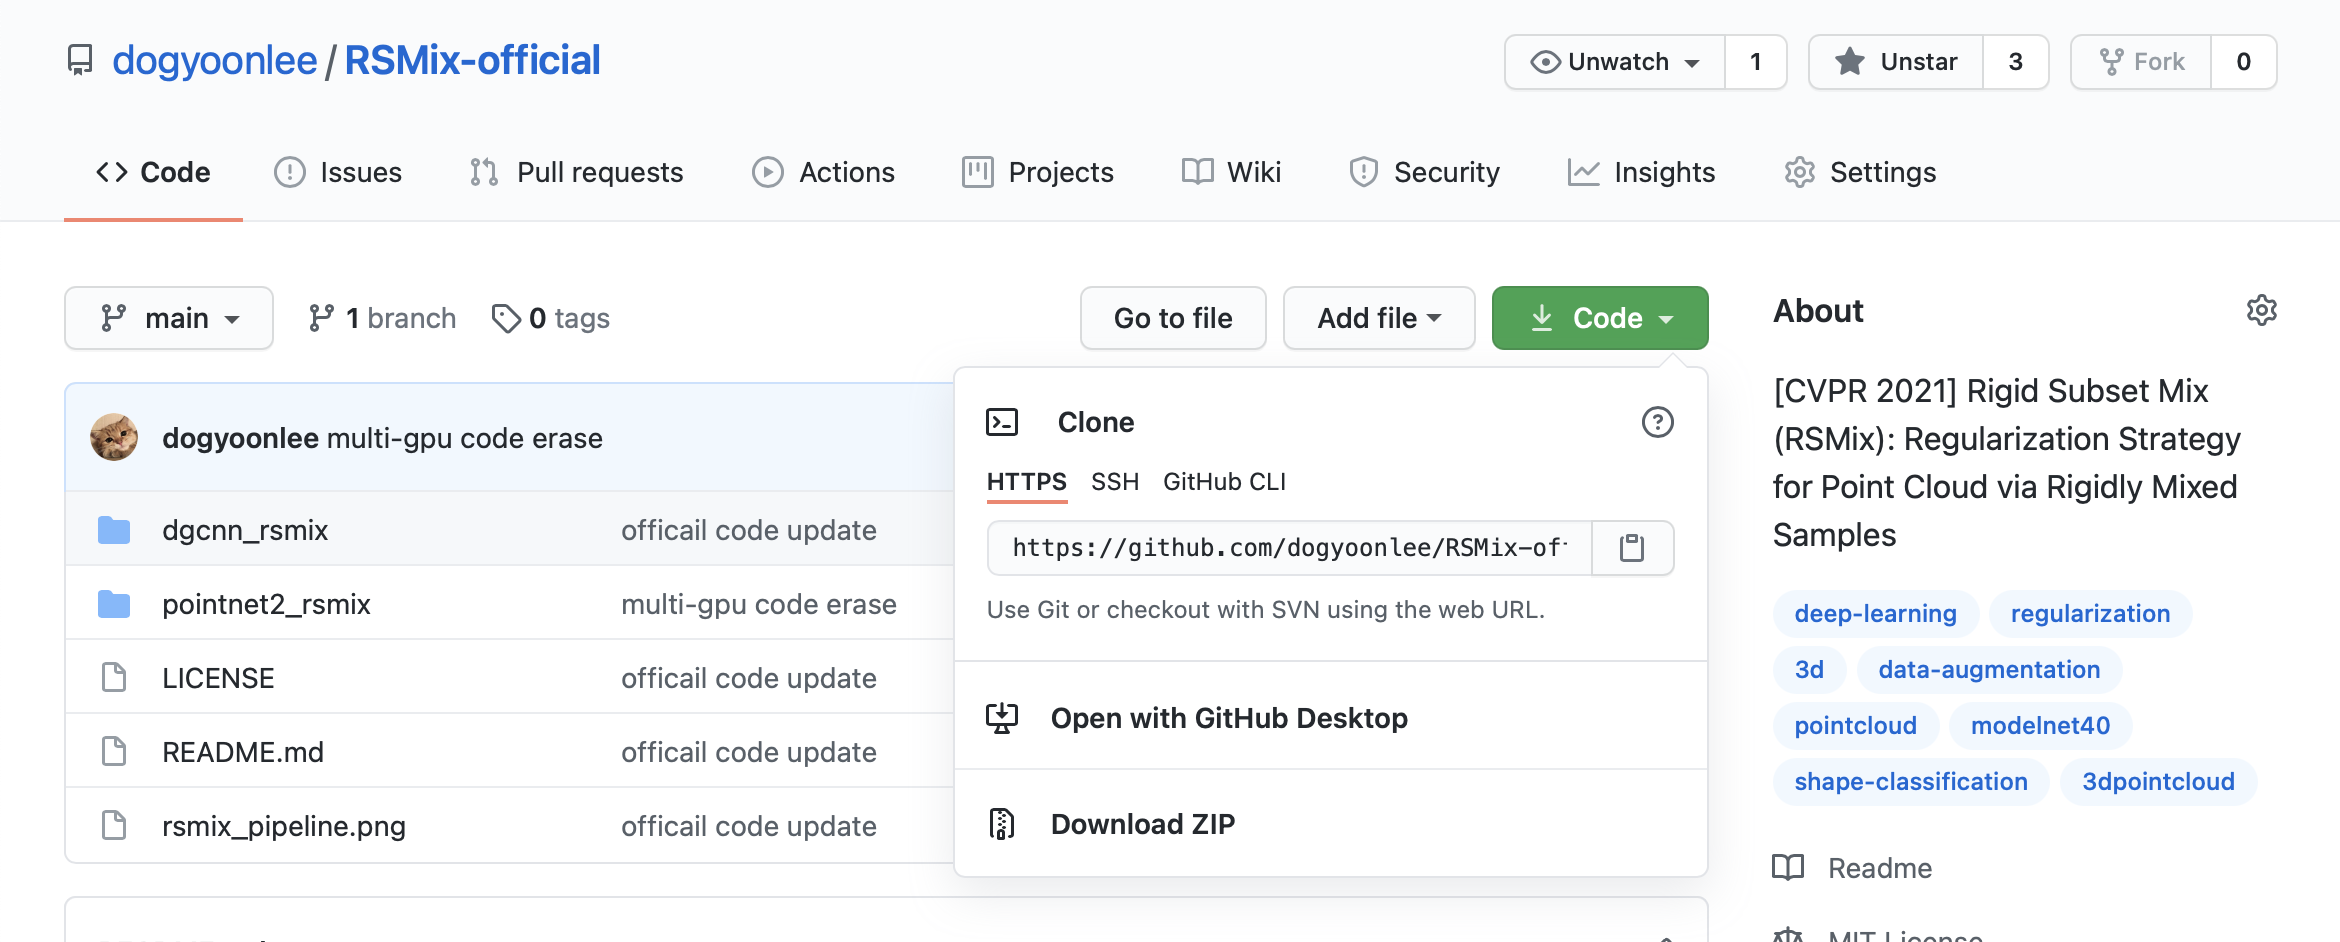 dogyoonlee / RSMix-official
Unwatch 1 Unstar 3 Fork 0
Code Issues Pull requests Actions Projects Wiki Security Insights Settings
main 1 branch 0 tags Go to file Add file Code
dogyoonlee multi-gpu code erase
dgcnn_rsmix officail code update
pointnet2_rsmix multi-gpu code erase
LICENSE officail code update
README.md officail code update
rsmix_pipeline.png officail code update
Clone
HTTPS SSH GitHub CLI
https://github.com/dogyoonlee/RSMix-of
Use Git or checkout with SVN using the web URL.
Open with GitHub Desktop
Download ZIP
About
[CVPR 2021] Rigid Subset Mix
(RSMix): Regularization Strategy
for Point Cloud via Rigidly Mixed
Samples
deep-learning regularization
3d data-augmentation
pointcloud modelnet40
shape-classification 3dpointcloud
Readme
MIT License